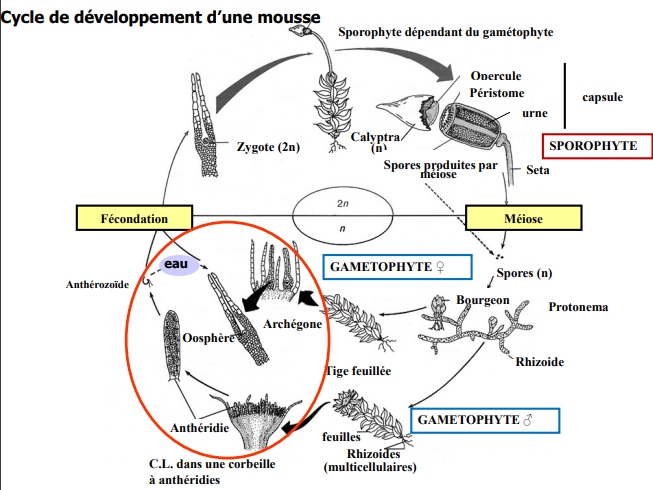 Cycle de développement d'une mousse
Sporophyte dépendant du gamétophyte
Onercule
Péristome
urne
capsule
Calyptra
(n)
Zygote (2n)
SPOROPHYTE
Spores produites par
méiose
Seta
2n
n
Fécondation
Méiose
eau
GAMETOPHYTE ♀
Spores (n)
Anthérozoïde
Bourgeon
Protonema
Archégone
Oosphère
Rhizoide
Tige feuillée
GAMETOPHYTE ♂
Anthéridie
feuilles
Rhizoides
(multicellulaires)
C.L. dans une corbeille
à anthéridies